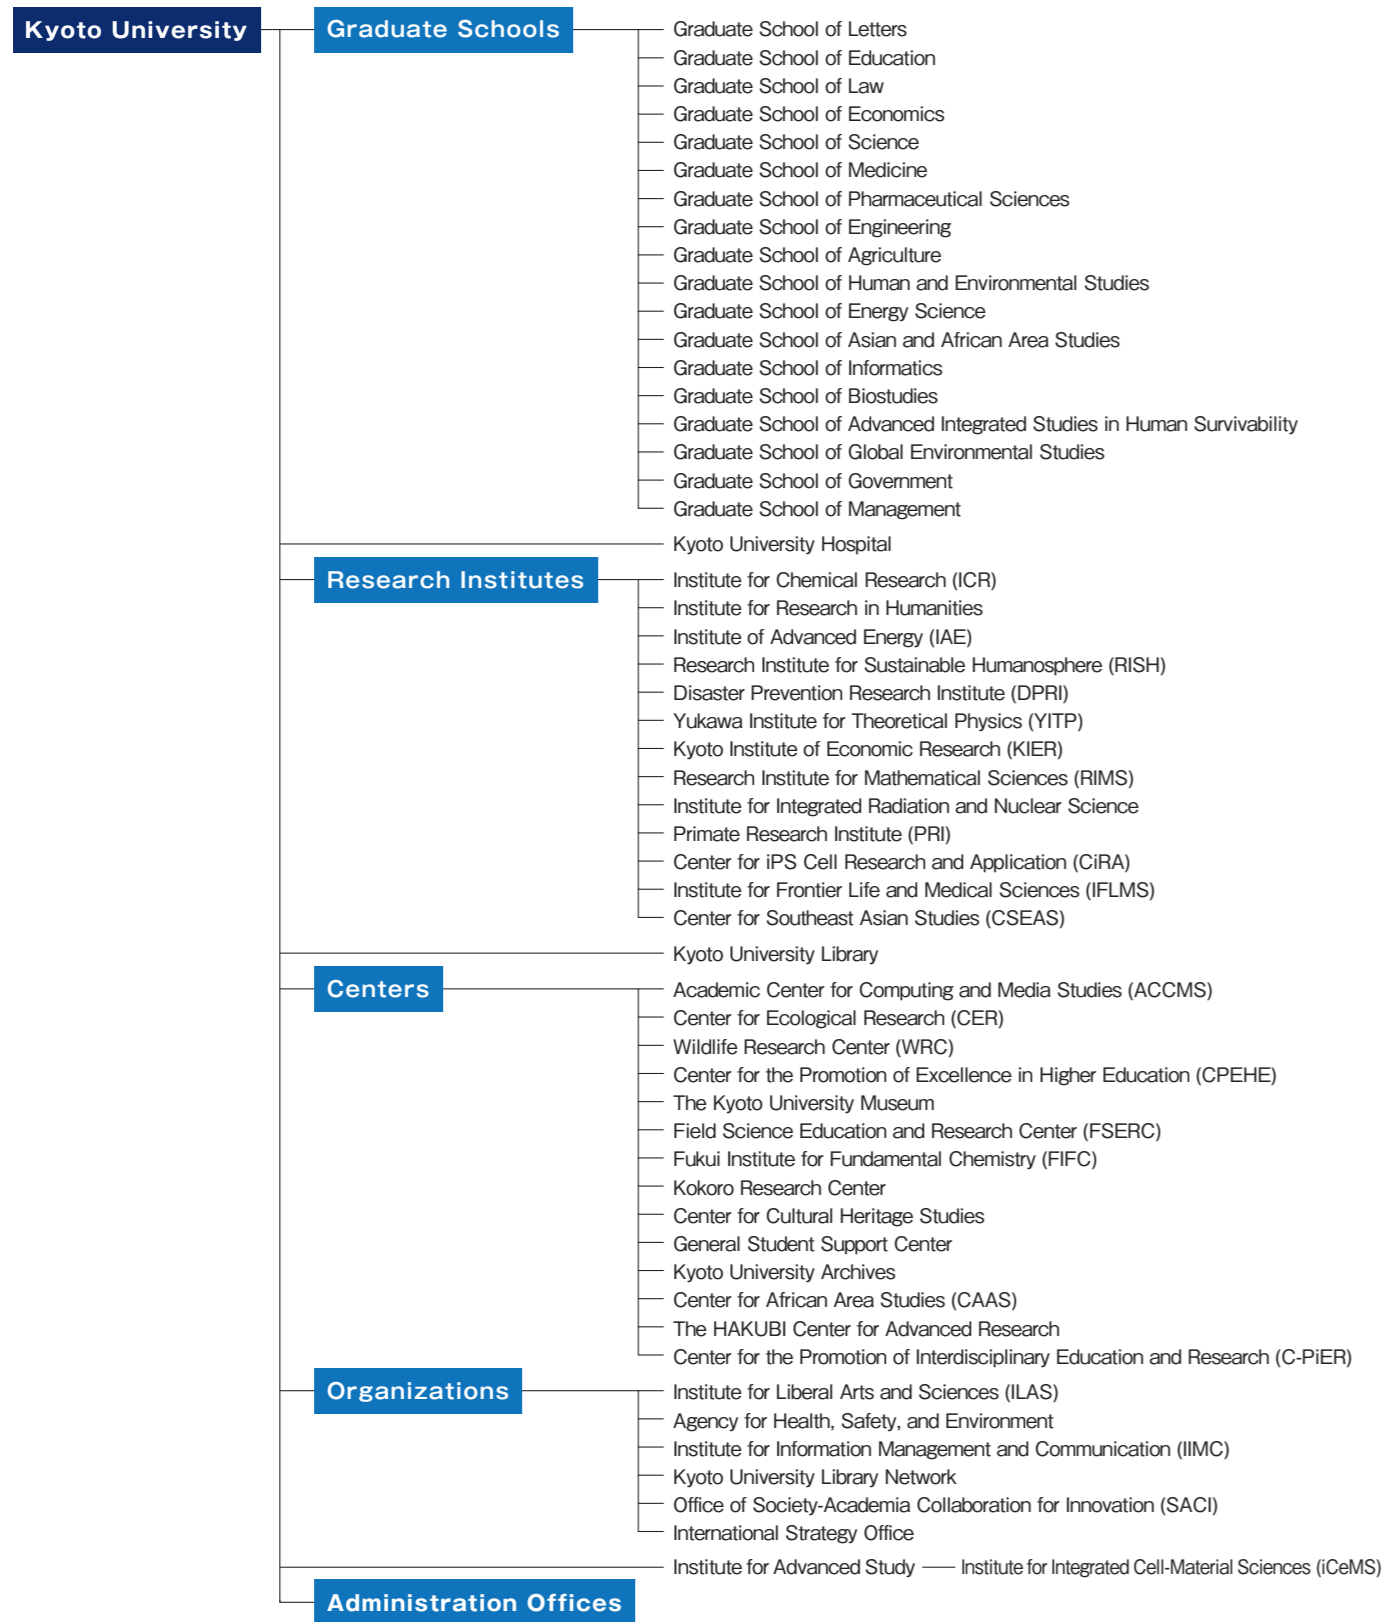 Kyoto University
Graduate Schools
Graduate School of Letters
Graduate School of Education
Graduate School of Law
Graduate School of Economics
Graduate School of Science
Graduate School of Medicine
Graduate School of Pharmaceutical Sciences
Graduate School of Engineering
Graduate School of Agriculture
Graduate School of Human and Environmental Studies
Graduate School of Energy Science
Graduate School of Asian and African Area Studies
Graduate School of Informatics
Graduate School of Biostudies
Graduate School of Advanced Integrated Studies in Human Survivability
Graduate School of Global Environmental Studies
Graduate School of Government
Graduate School of Management
Kyoto University Hospital
Research Institutes
Institute for Chemical Research (ICR)
Institute for Research in Humanities
Institute of Advanced Energy (IAE)
Research Institute for Sustainable Humanosphere (RISH)
Disaster Prevention Research Institute (DPRI)
Yukawa Institute for Theoretical Physics (YITP)
Kyoto Institute of Economic Research (KIER)
Research Institute for Mathematical Sciences (RIMS)
Institute for Integrated Radiation and Nuclear Science
Primate Research Institute (PRI)
Center for iPS Cell Research and Application (CiRA)
Institute for Frontier Life and Medical Sciences (IFLMS)
Center for Southeast Asian Studies (CSEAS)
Kyoto University Library
Centers
Academic Center for Computing and Media Studies (ACCMS)
Center for Ecological Research (CER)
Wildlife Research Center (WRC)
Center for the Promotion of Excellence in Higher Education (CPEHE)
The Kyoto University Museum
Field Science Education and Research Center (FSERC)
Fukui Institute for Fundamental Chemistry (FIFC)
Kokoro Research Center
Center for Cultural Heritage Studies
General Student Support Center
Kyoto University Archives
Center for African Area Studies (CAAS)
The HAKUBI Center for Advanced Research
Center for the Promotion of Interdisciplinary Education and Research (C-PiER)
Organizations
Institute for Liberal Arts and Sciences (ILAS)
Agency for Health, Safety, and Environment
Institute for Information Management and Communication (IIMC)
Kyoto University Library Network
Office of Society-Academia Collaboration for Innovation (SACI)
International Strategy Office
Institute for Advanced Study
Institute for Integrated Cell-Material Sciences (iCeMS)
Administration Offices